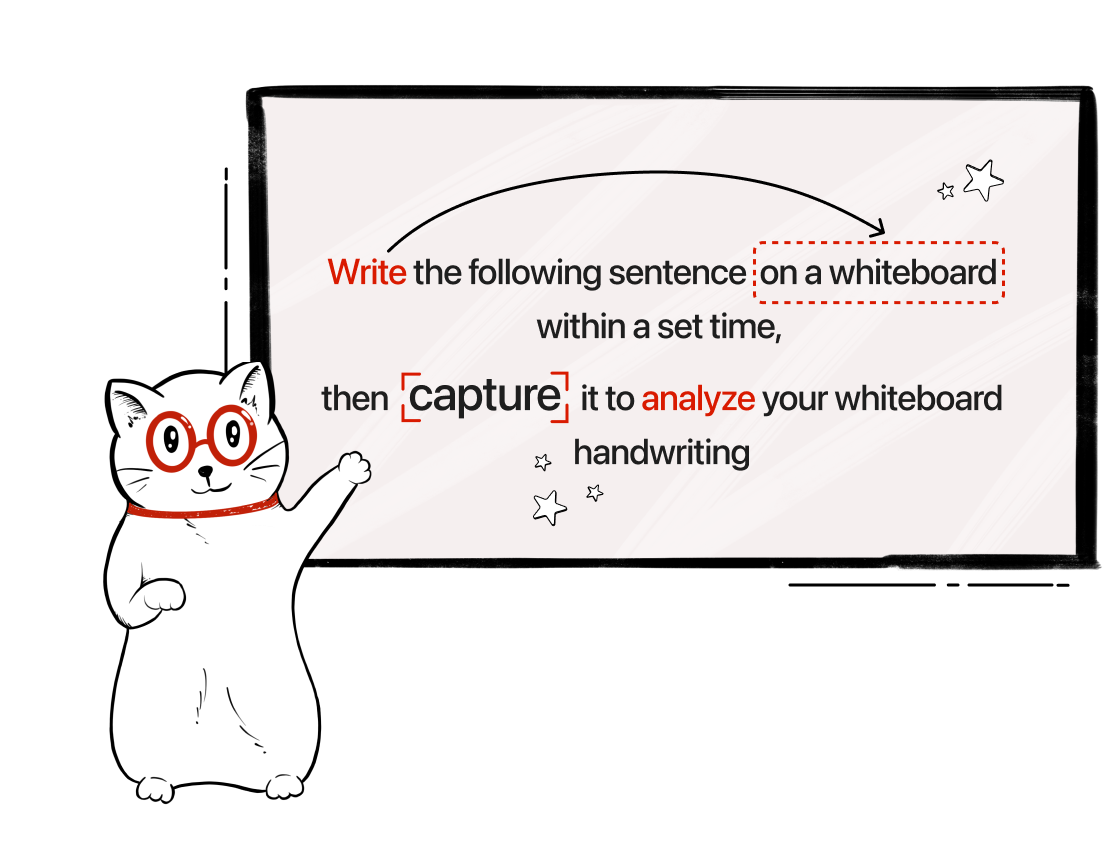 Write the following sentence on a whiteboard
within a set time,
then capture it to analyze your whiteboard
handwriting